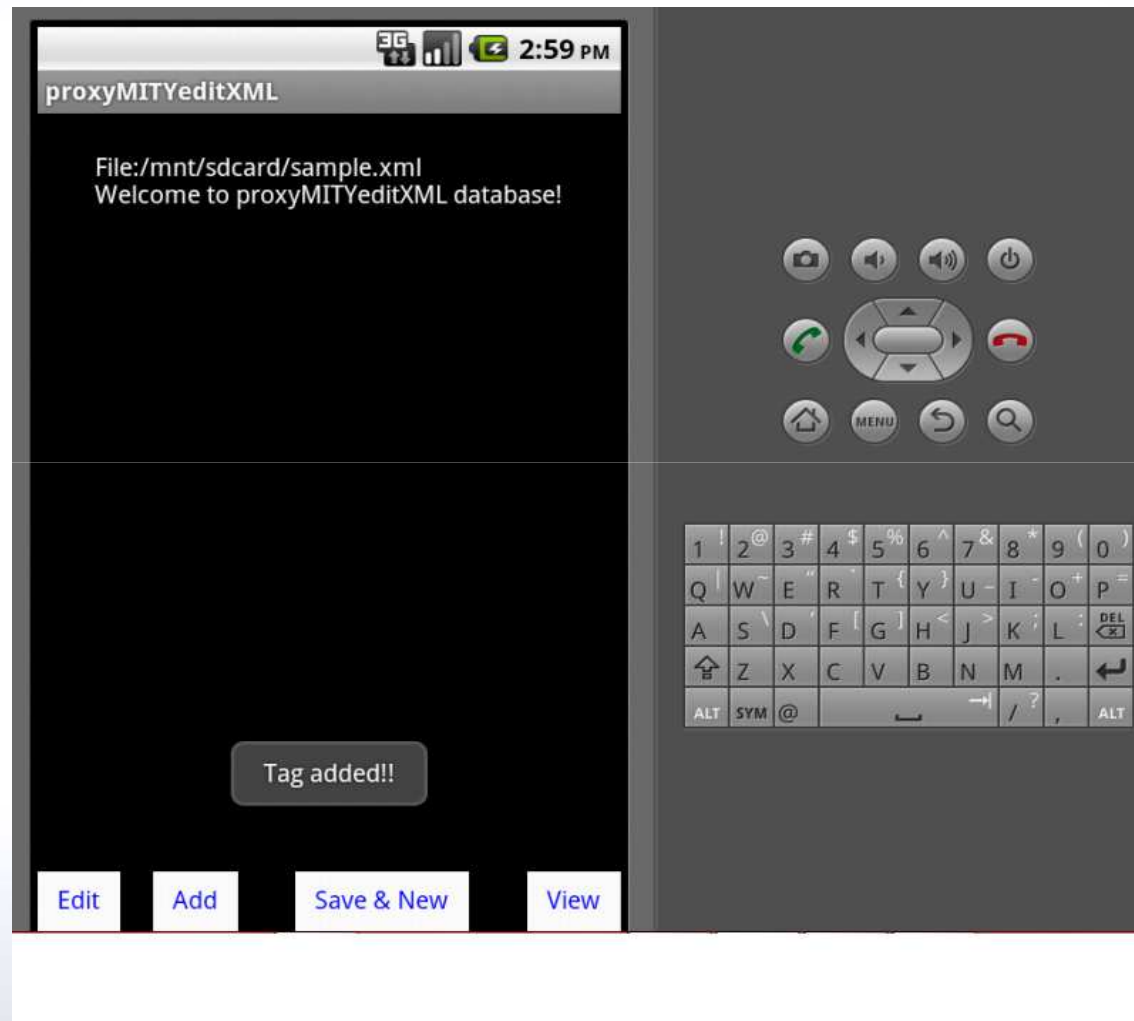 3G 2:59 PM
proxyMITYeditXML
File:/mnt/sdcard/sample.xml
Welcome to proxyMITYeditXML database!
Tag added!!
Edit Add Save & New View
MENU
1 ! 2 @ 3 # 4 $ 5 % 6 ^ 7 & 8 * 9 ( 0 )
Q | W ~ E " R ` T { Y } U _ I - O + P =
A S \ D ' F [ G ] H < J > K ; L : DEL
Z X C V B N M .
ALT SYM @ / ? , ALT